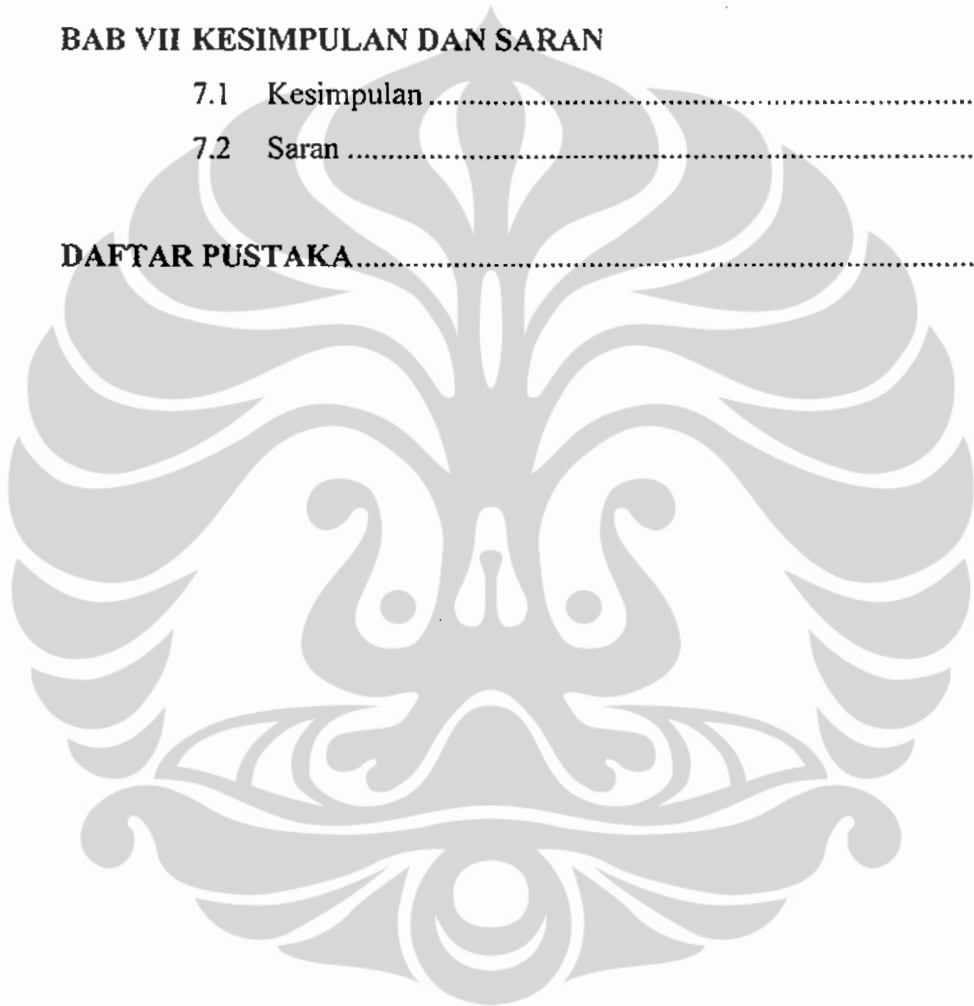 BAB VII KESIMPULAN DAN SARAN
7.1 Kesimpulan ........................................................................
7.2 Saran ........................................................................
DAFTAR PUSTAKA........................................................................